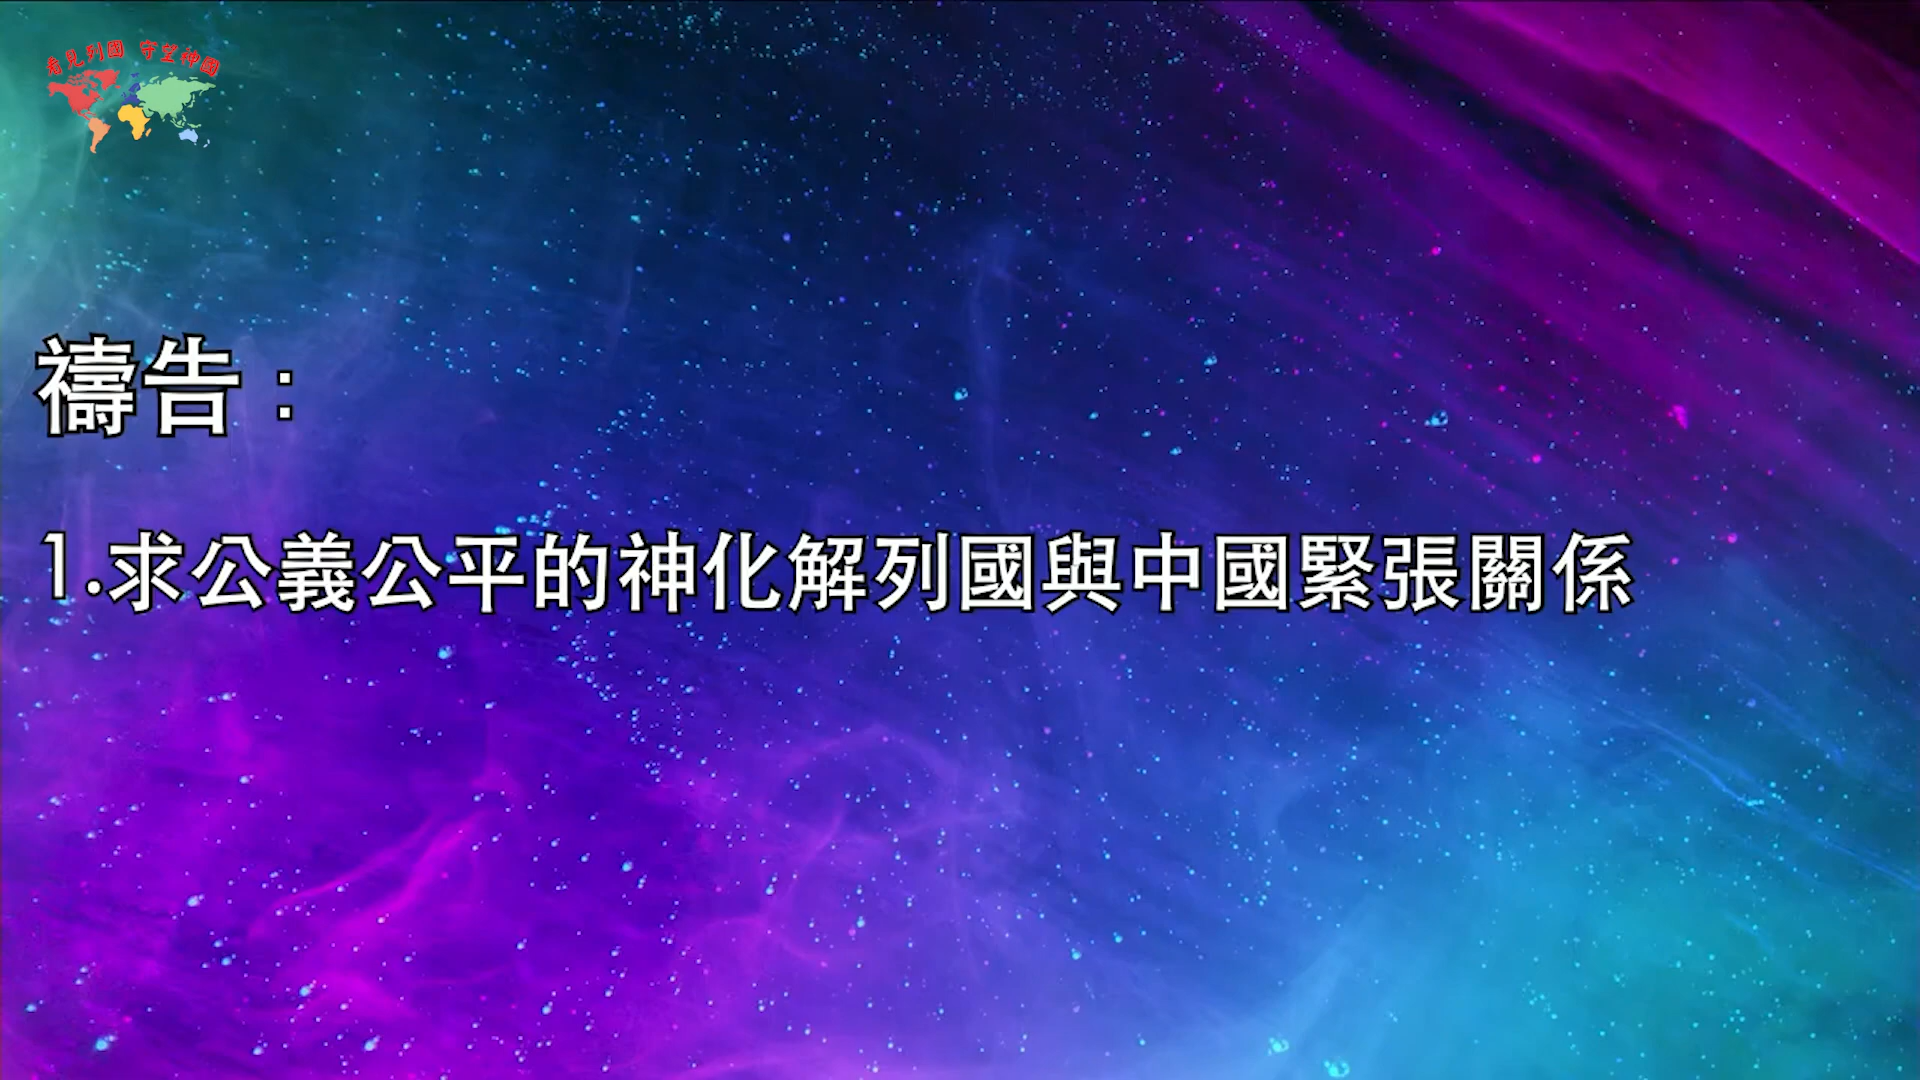 看見列國 守望神國
禱告：
1.求公義公平的神化解列國與中國緊張關係